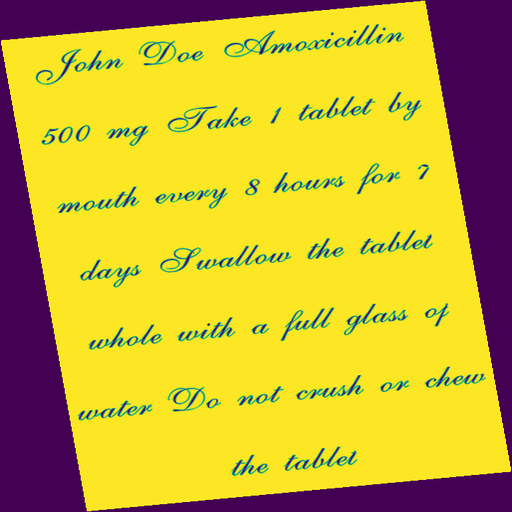 John Doe Amoxicillin
500 mg Take 1 tablet by
mouth every 8 hours for 7
days Swallow the tablet
whole with a full glass of
water Do not crush or chew
the tablet